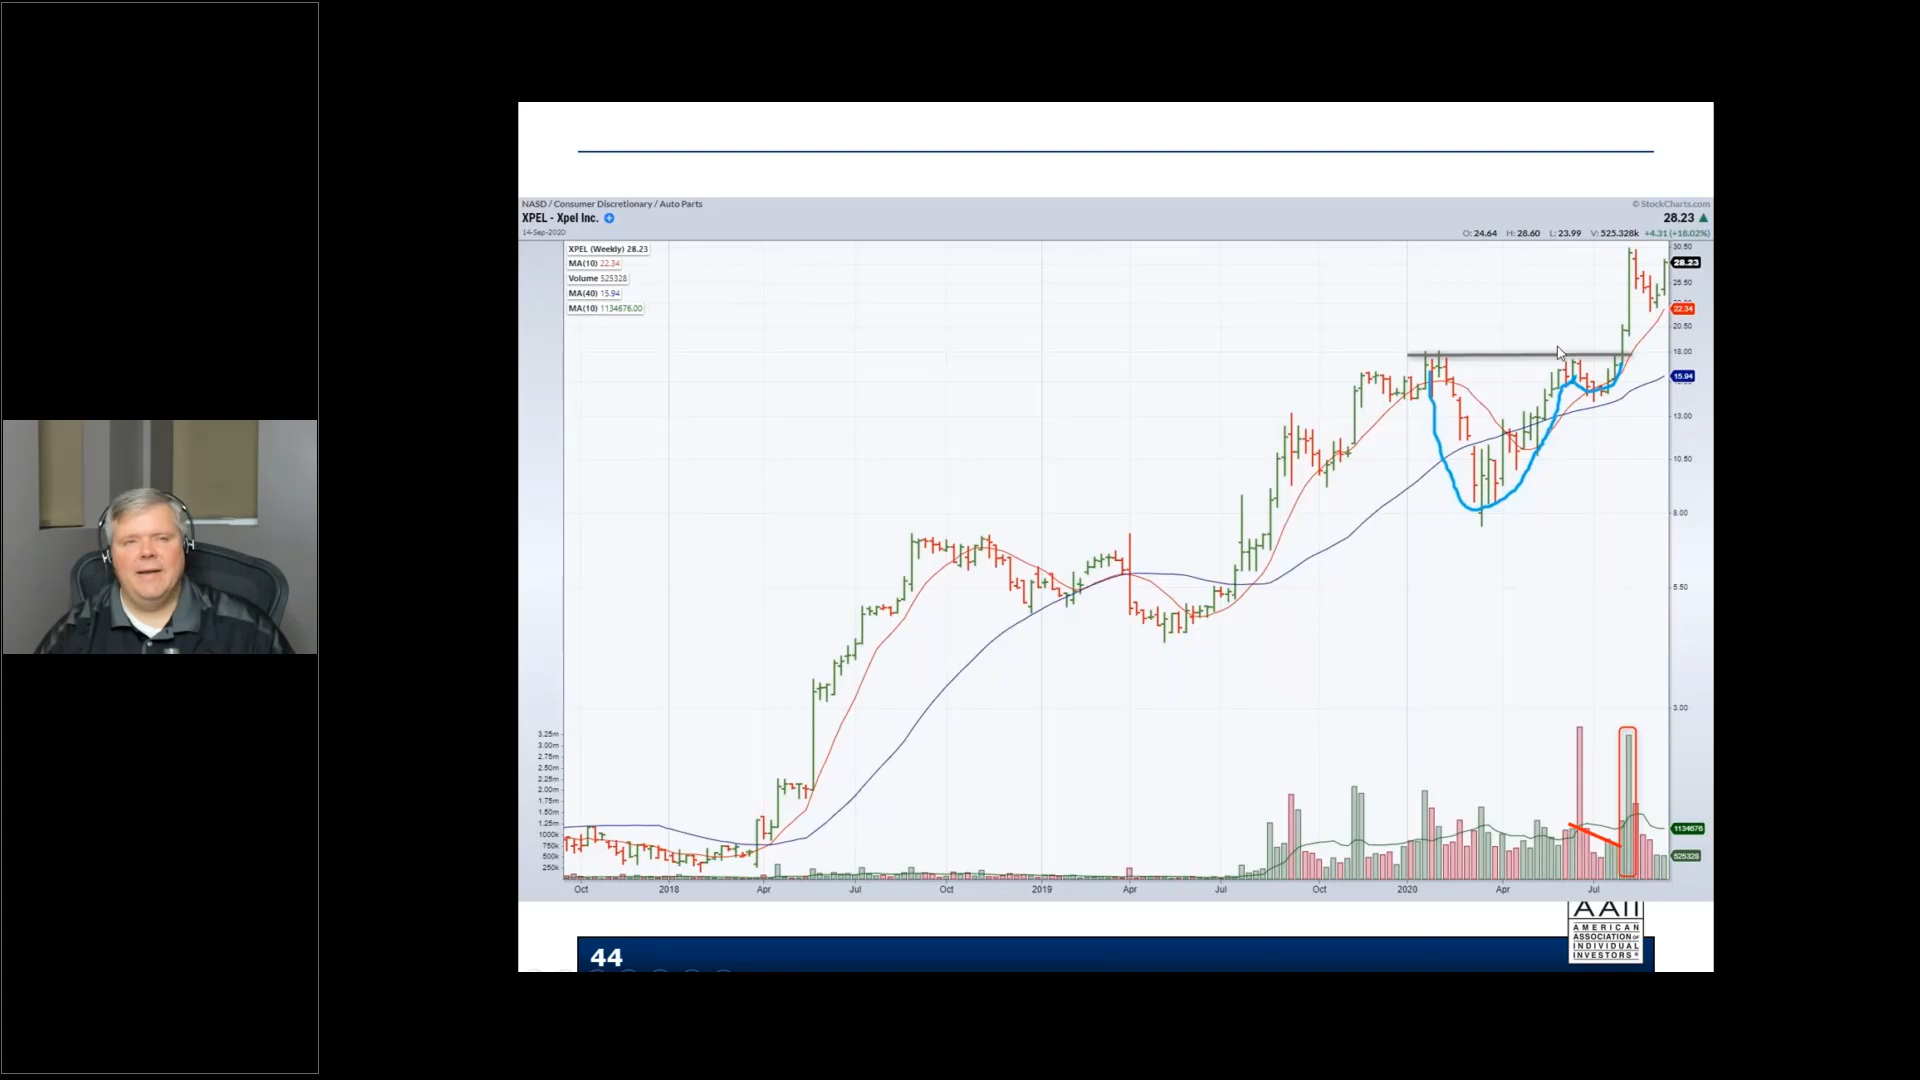 NASD / Consumer Discretionary / Auto Parts
© StockCharts.com
XPEL - Xpel Inc.
28.23
14-Sep-2020
O: 24.64 H: 28.60 L: 23.99 V: 525.328k +4.31 (+18.02%)
XPEL (Weekly) 28.23
MA(10) 22.34
Volume 525328
MA(40) 15.94
MA(10) 1134676.00
30.50
28.23
25.50
22.34
20.50
18.00
15.94
13.00
10.50
8.00
5.50
3.00
3.25m
3.00m
2.75m
2.50m
2.25m
2.00m
1.75m
1.50m
1.25m
1000k
750k
500k
250k
1134676
525328
Oct 2018 Apr Jul Oct 2019 Apr Jul Oct 2020 Apr Jul
44
AAII
AMERICAN
ASSOCIATION OF
INDIVIDUAL
INVESTORS®